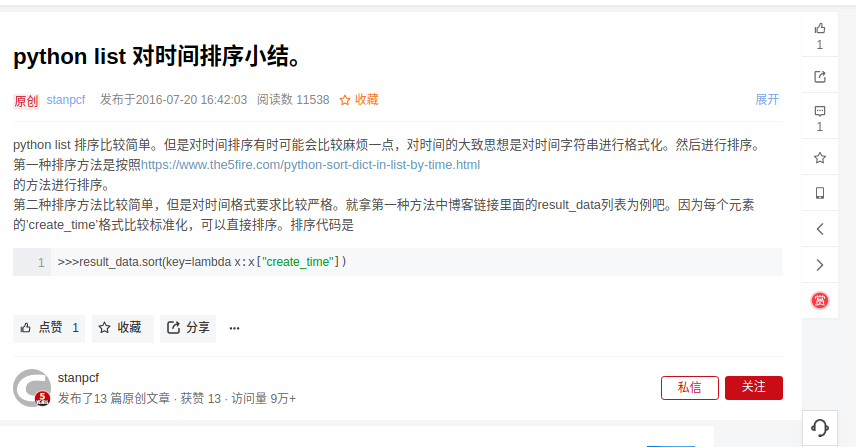 python list 对时间排序小结。
原创 stanpcf 发布于2016-07-20 16:42:03 阅读数 11538 收藏 展开
python list 排序比较简单。但是对时间排序有时可能会比较麻烦一点，对时间的大致思想是对时间字符串进行格式化。然后进行排序。
第一种排序方法是按照https://www.the5fire.com/python-sort-dict-in-list-by-time.html
的方法进行排序。
第二种排序方法比较简单，但是对时间格式要求比较严格。就拿第一种方法中博客链接里面的result_data列表为例吧。因为每个元素
的'create_time'格式比较标准化，可以直接排序。排序代码是
1 >>>result_data.sort(key=lambda x:x["create_time"])
点赞 1 收藏 分享 ···
stanpcf
发布了13 篇原创文章 · 获赞 13 · 访问量 9万+
私信 关注
1
1
赏